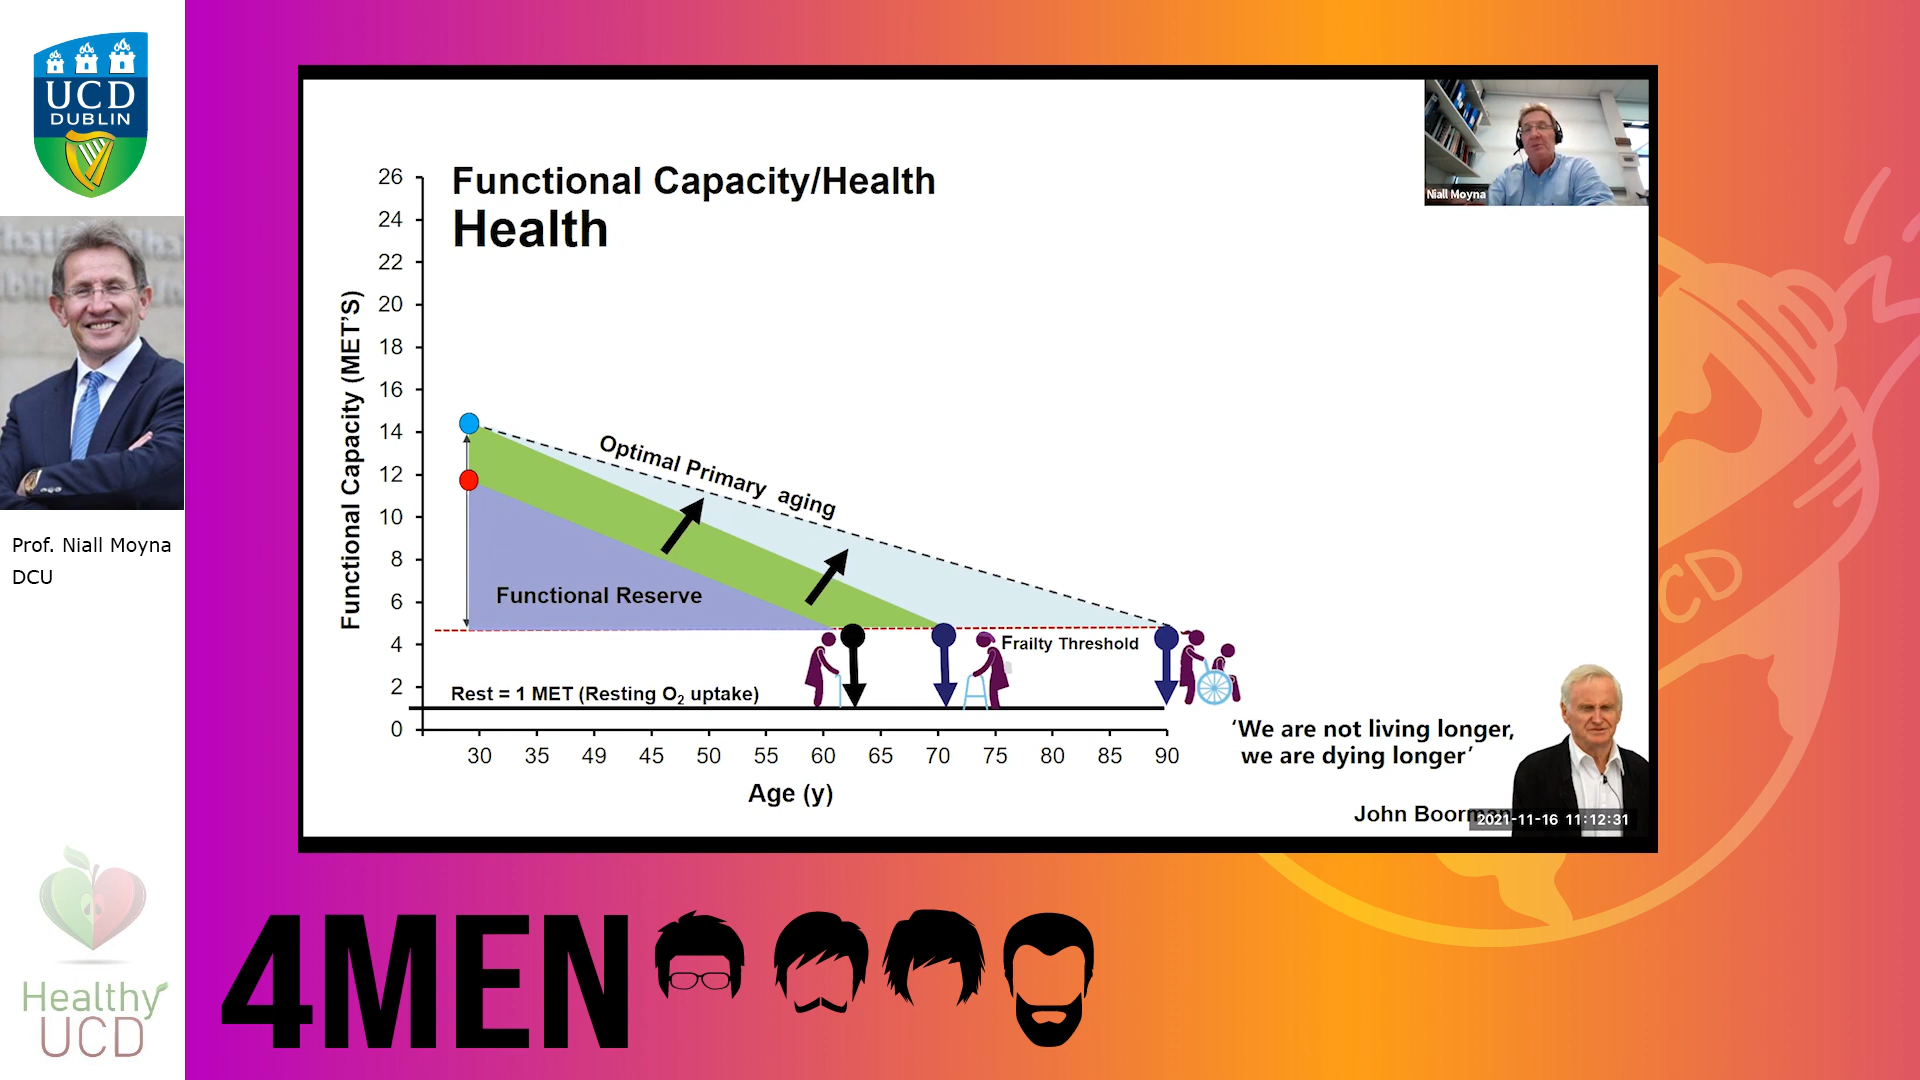 UCD
DUBLIN
Prof. Niall Moyna
DCU
Healthy
UCD
Functional Capacity/Health
Health
Niall Moyna
Functional Capacity (MET'S)
26
24
22
20
18
16
14
12
10
8
6
4
2
0
Optimal Primary aging
Functional Reserve
Frailty Threshold
Rest = 1 MET (Resting O₂ uptake)
30 35 49 45 50 55 60 65 70 75 80 85 90
Age (y)
‘We are not living longer,
we are dying longer’
John Boorman
2021-11-16 11:12:31
4MEN
UCD